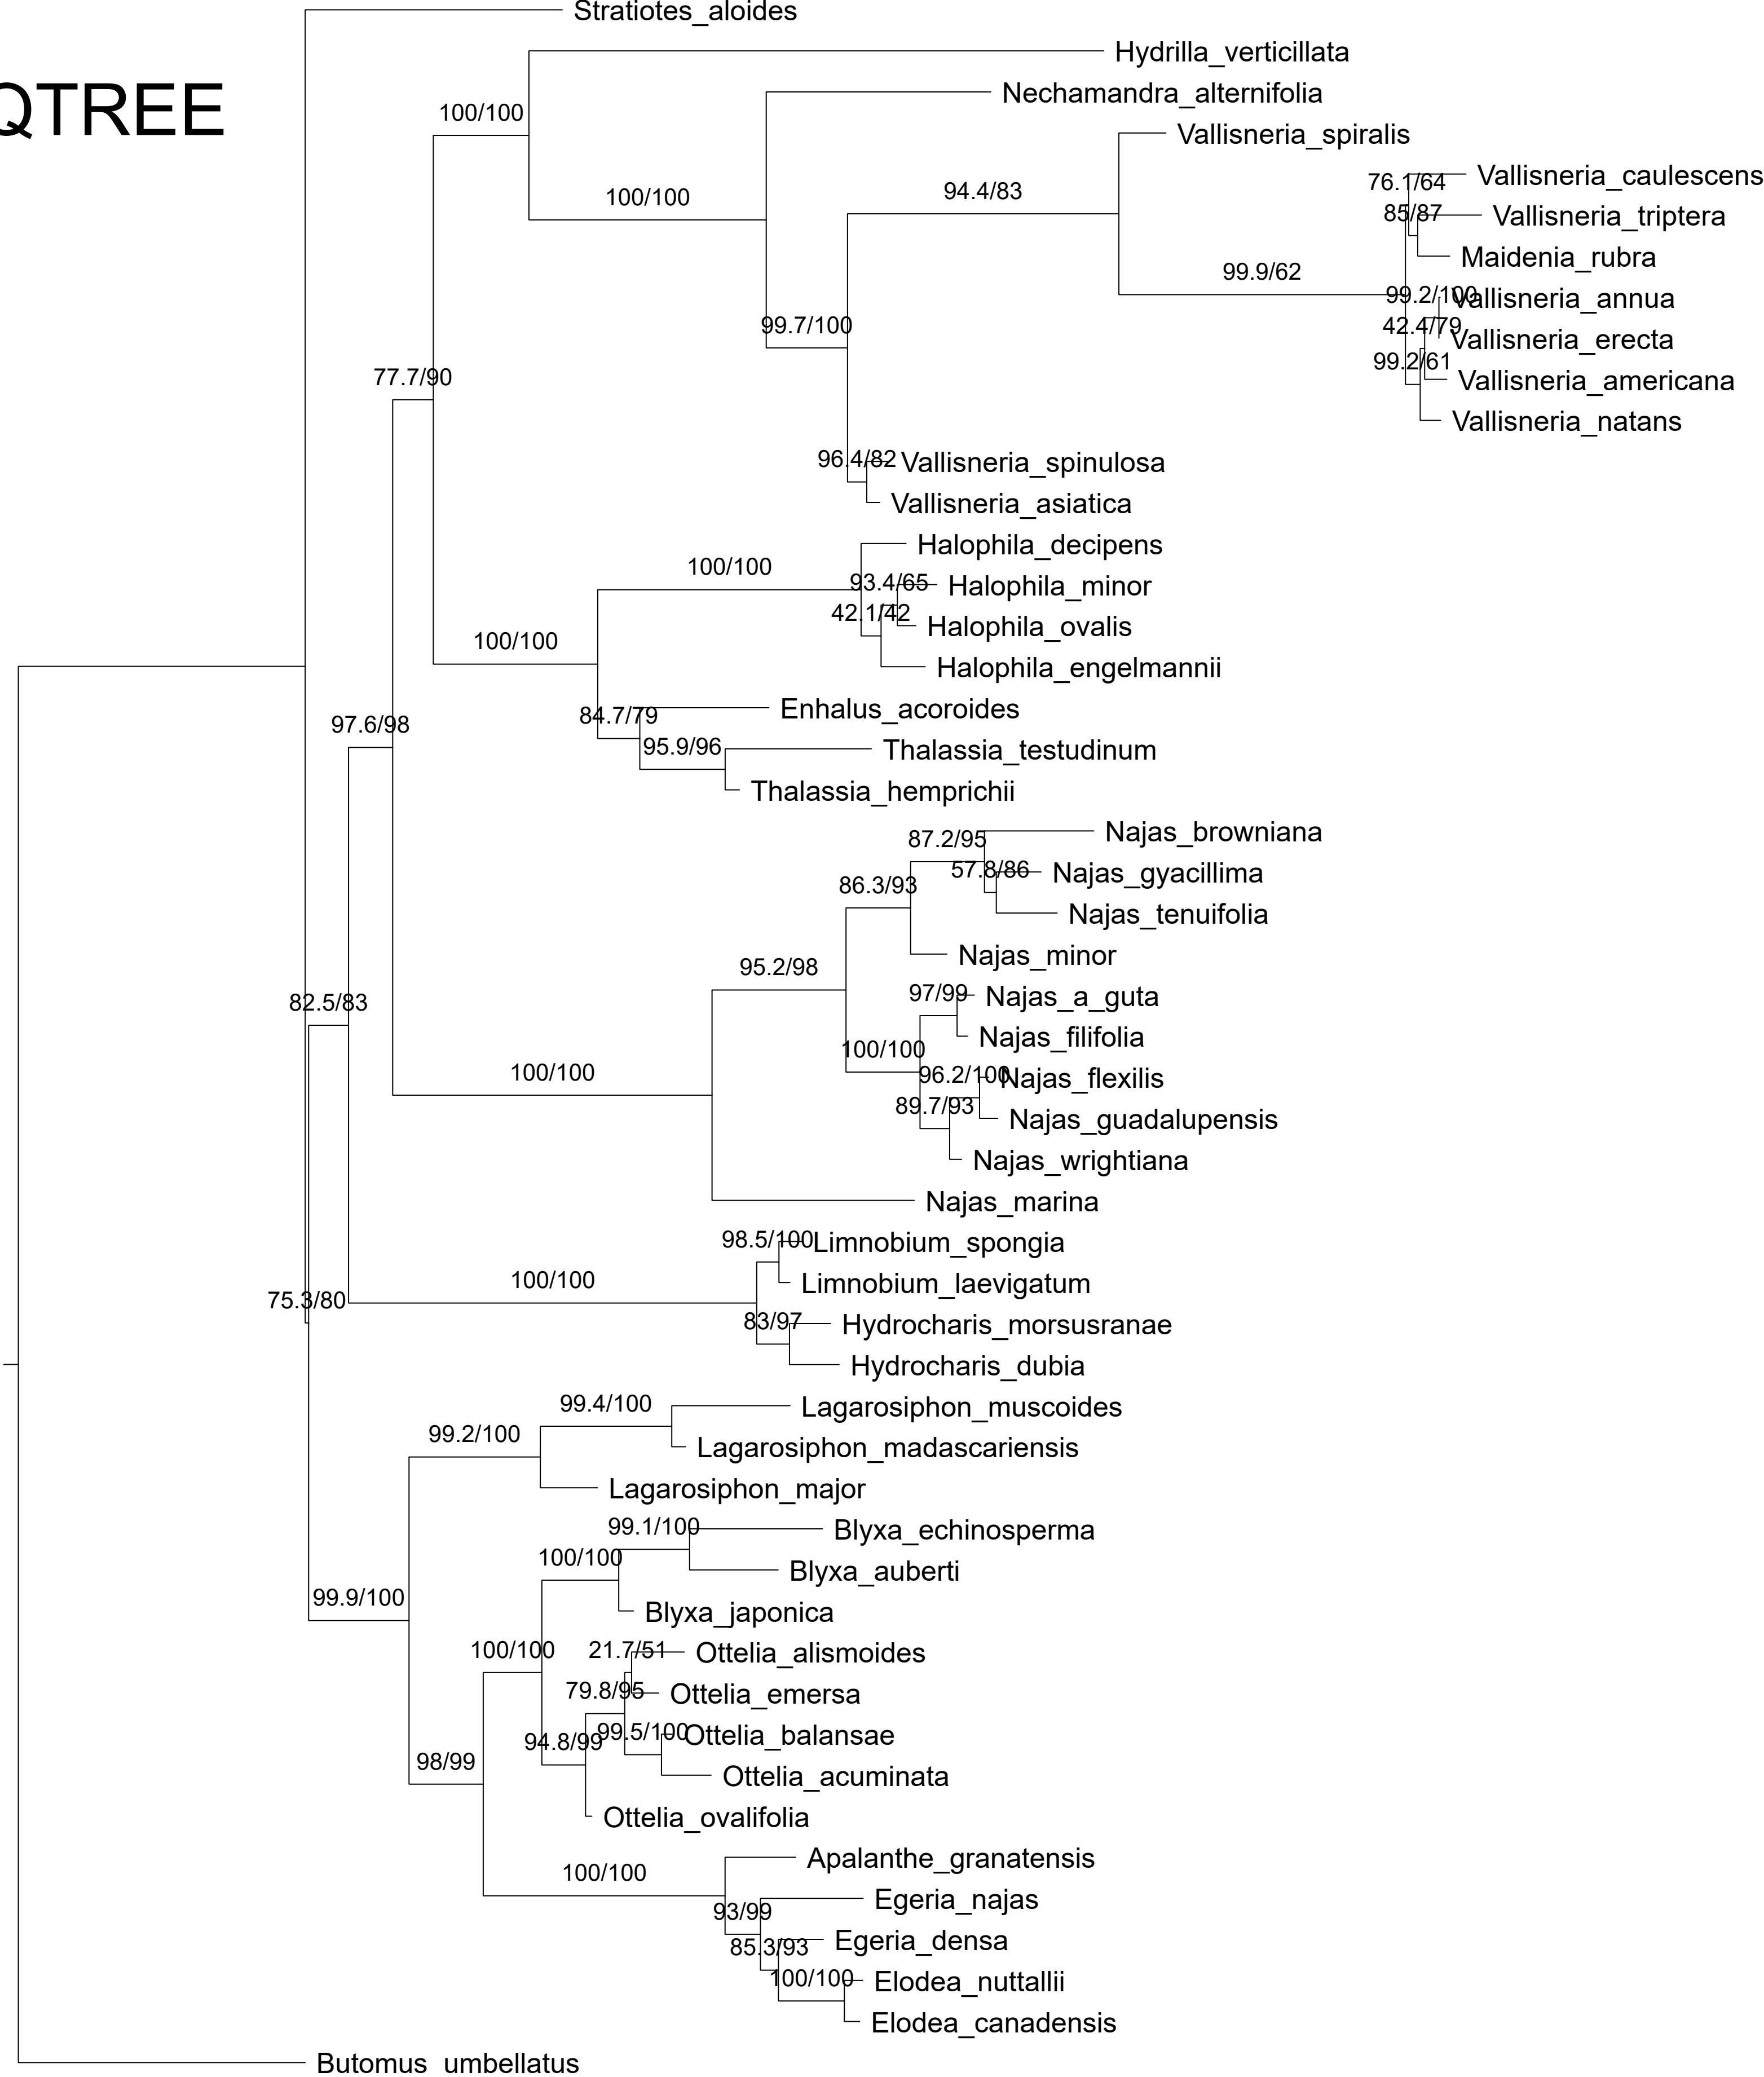 Stratiotes_aloides
Hydrilla_verticillata
QTREE
Nechamandra_alternifolia
100/100
Vallisneria_spiralis
Vallisneria_caulescens
76.1/64
94.4/83
100/100
85/87
Vallisneria_triptera
Maidenia_rubra
99.9/62
99.2/100
Vallisneria_annua
99.7/100
42.4/79
Vallisneria_erecta
99.2/61
77.7/90
Vallisneria_americana
Vallisneria_natans
96.4/82
Vallisneria_spinulosa
Vallisneria_asiatica
Halophila_decipens
100/100
93.4/65
Halophila_minor
42.1/42
Halophila_ovalis
100/100
Halophila_engelmannii
Enhalus_acoroides
84.7/79
97.6/98
95.9/96
Thalassia_testudinum
Thalassia_hemprichii
Najas_browniana
87.2/95
57.8/86
Najas_gyacillima
86.3/93
Najas_tenuifolia
Najas_minor
95.2/98
97/99
Najas_a_guta
82.5/83
Najas_filifolia
100/100
100/100
96.2/100
Najas_flexilis
89.7/93
Najas_guadalupensis
Najas_wrightiana
Najas_marina
98.5/100
Limnobium_spongia
100/100
Limnobium_laevigatum
75.3/80
83/97
Hydrocharis_morsusranae
Hydrocharis_dubia
99.4/100
Lagarosiphon_muscoides
99.2/100
Lagarosiphon_madascariensis
Lagarosiphon_major
99.1/100
Blyxa_echinosperma
100/100
Blyxa_auberti
99.9/100
Blyxa_japonica
100/100
21.7/51
Ottelia_alismoides
79.8/95
Ottelia_emersa
94.8/99
99.5/100
Ottelia_balansae
98/99
Ottelia_acuminata
Ottelia_ovalifolia
Apalanthe_granatensis
100/100
Egeria_najas
93/99
Egeria_densa
85.3/93
100/100
Elodea_nuttallii
Elodea_canadensis
Butomus umbellatus